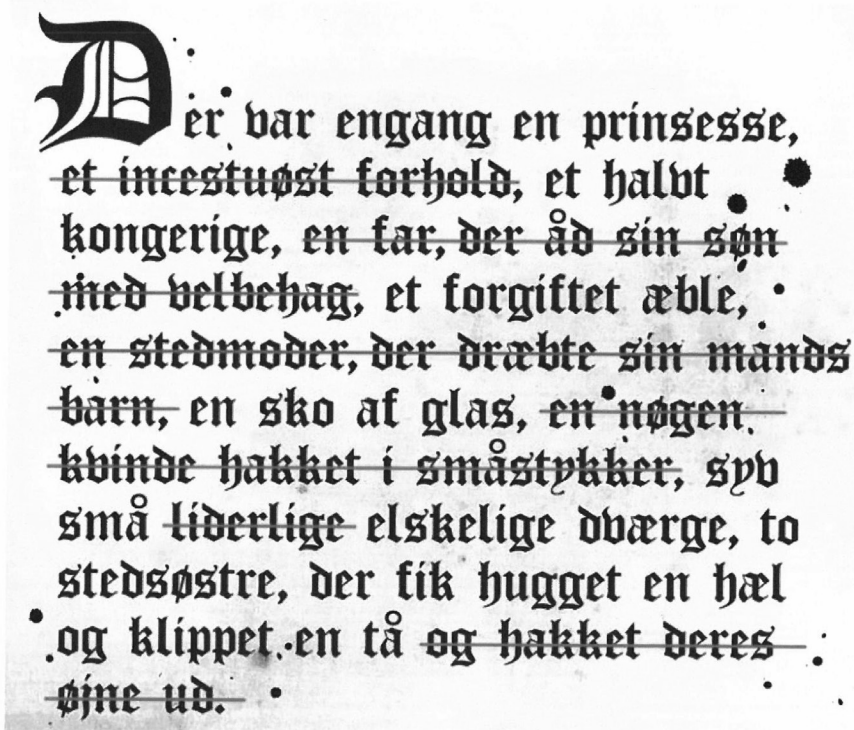 Der var engang en prinsesse,
et incestuøst forhold, et halvt
kongerige, en far, der åd sin søn
med velbehag, et forgiftet æble,
en stedmoder, der dræbte sin mands
barn, en sko af glas, en nøgen
kvinde hakket i småstykker, syv
små liderlige elskelige dværge, to
stedsøstre, der fik hugget en hæl
og klippet en tå og hakket deres
øjne ud.